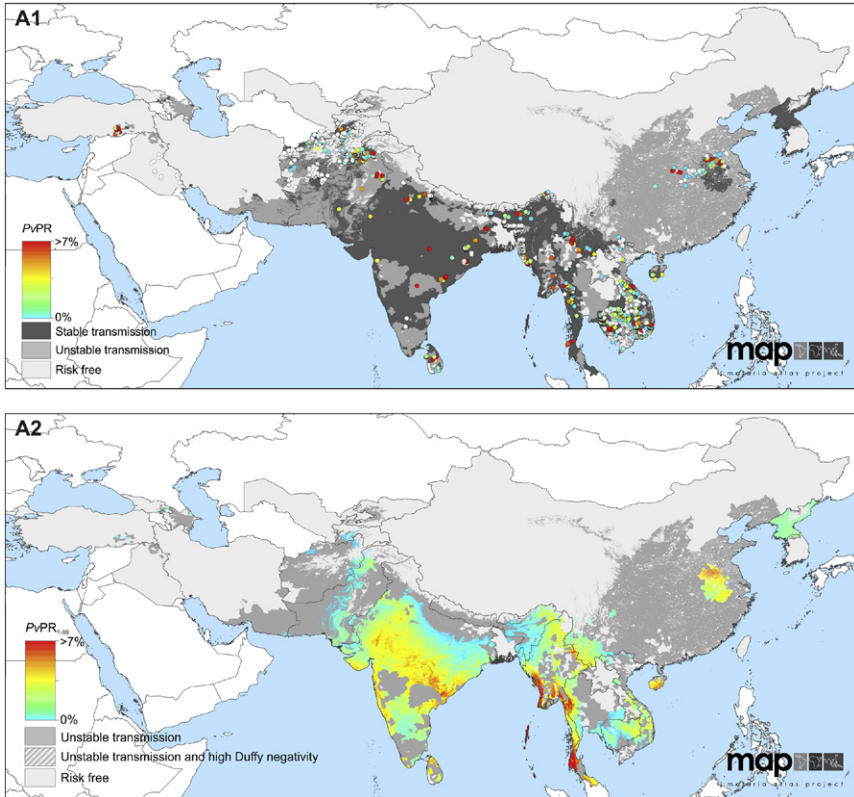 A1
PvPR
>7%
0%
Stable transmission
Unstable transmission
Risk free
map
malaria atlas project
A2
PvPR1-99
>7%
0%
Unstable transmission
Unstable transmission and high Duffy negativity
Risk free
map
malaria atlas project